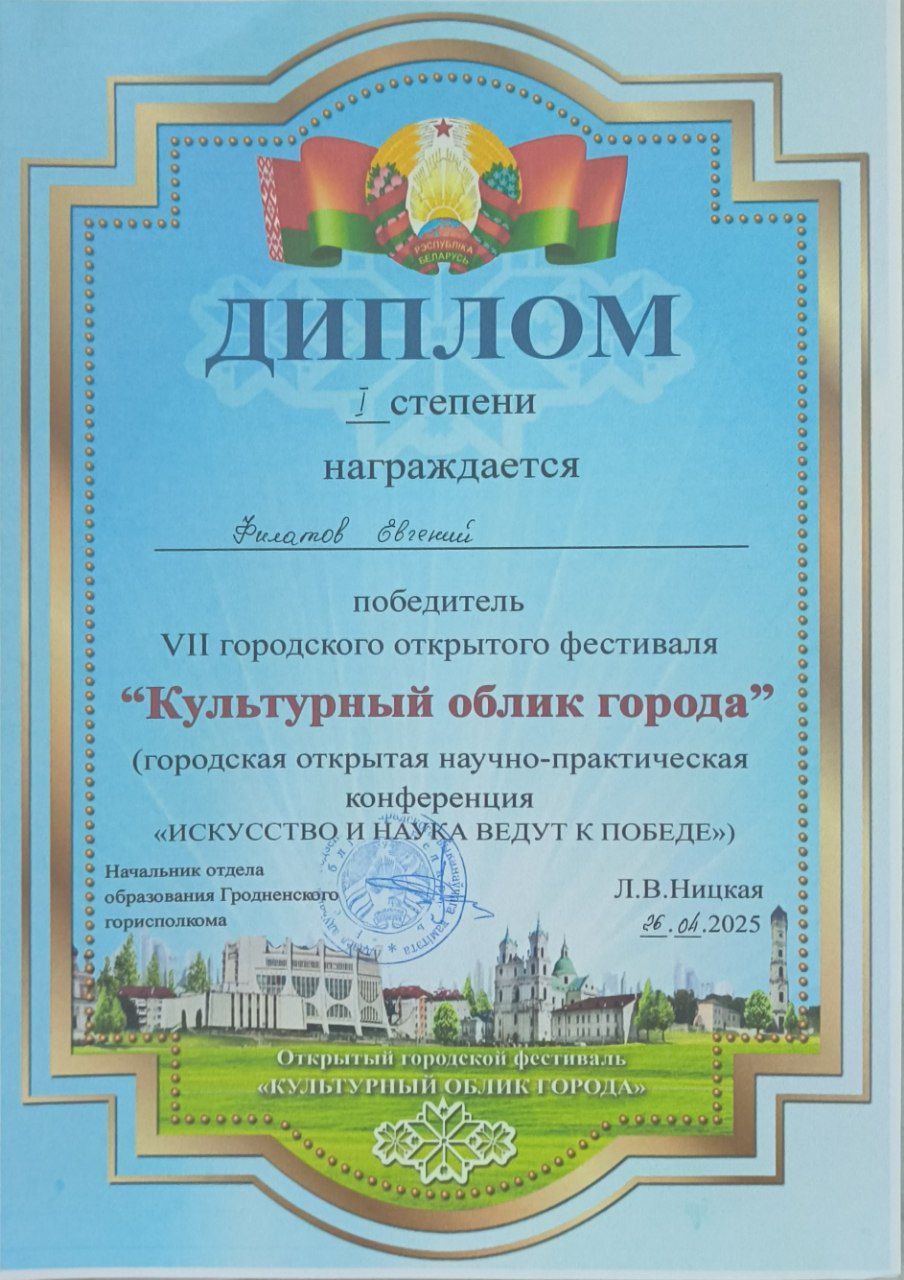 РЭСПУБЛІКА
БЕЛАРУСЬ
ДИПЛОМ
I степени
награждается
Филатов Евгений
победитель
VII городского открытого фестиваля
“Культурный облик города”
(городская открытая научно-практическая
конференция
«ИСКУССТВО И НАУКА ВЕДУТ К ПОБЕДЕ»)
Начальник отдела
образования Гродненского
горисполкома
Л.В.Ницкая
26.04.2025
Открытый городской фестиваль
«КУЛЬТУРНЫЙ ОБЛИК ГОРОДА»